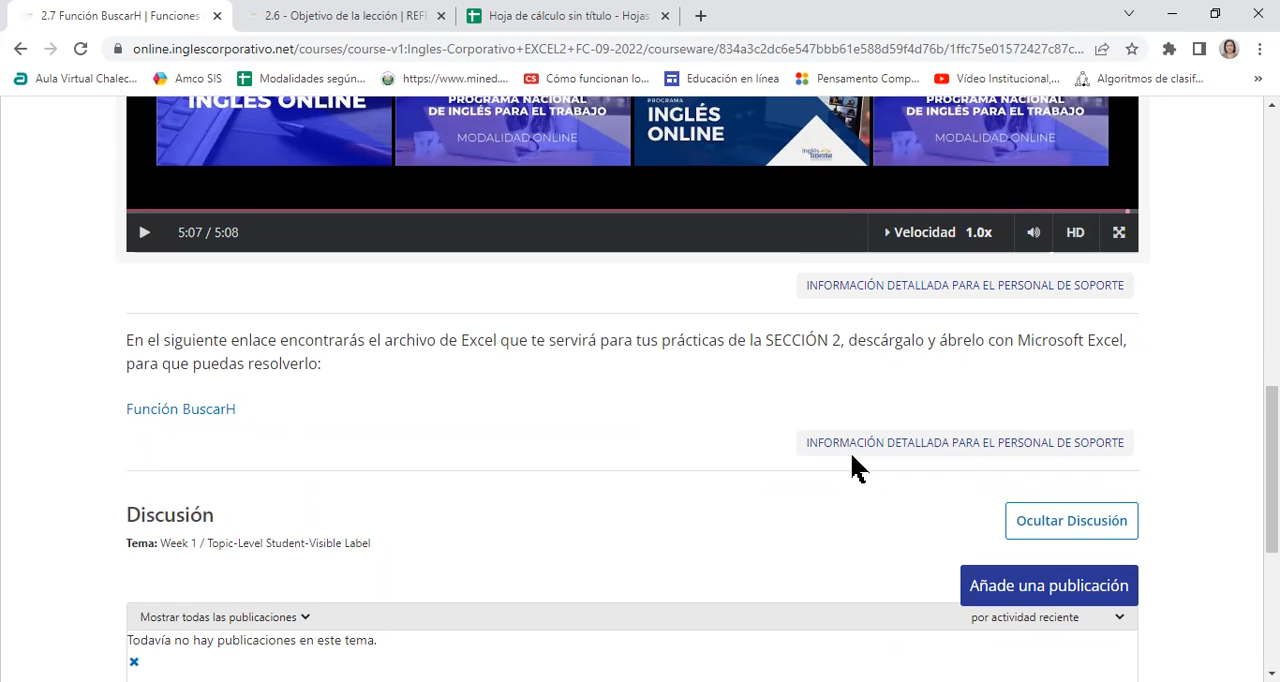 2.7 Función BuscarH | Funciones
2.6 - Objetivo de la lección | REFE
Hoja de cálculo sin título - Hojas
online.inglescorporativo.net/courses/course-v1:Ingles-Corporativo+EXCEL2+FC-09-2022/courseware/834a3c2dc6e547bbb61e588d59f4d76b/1ffc75e01572427c87c...
Aula Virtual Chalec...
Amco SIS
Modalidades según...
https://www.mined....
CS Cómo funcionan lo...
Educación en línea
Pensamento Comp...
Vídeo Institucional,...
Algoritmos de clasif...
»
INGLÉS ONLINE
PROGRAMA NACIONAL
DE INGLÉS PARA EL TRABAJO
MODALIDAD ONLINE
PROGRAMA
INGLÉS
ONLINE
PROGRAMA NACIONAL
DE INGLÉS PARA EL TRABAJO
MODALIDAD ONLINE
5:07 / 5:08
Velocidad 1.0x
HD
INFORMACIÓN DETALLADA PARA EL PERSONAL DE SOPORTE
En el siguiente enlace encontrarás el archivo de Excel que te servirá para tus prácticas de la SECCIÓN 2, descárgalo y ábrelo con Microsoft Excel,
para que puedas resolverlo:
Función BuscarH
INFORMACIÓN DETALLADA PARA EL PERSONAL DE SOPORTE
Discusión
Ocultar Discusión
Tema: Week 1 / Topic-Level Student-Visible Label
Añade una publicación
Mostrar todas las publicaciones
por actividad reciente
Todavía no hay publicaciones en este tema.